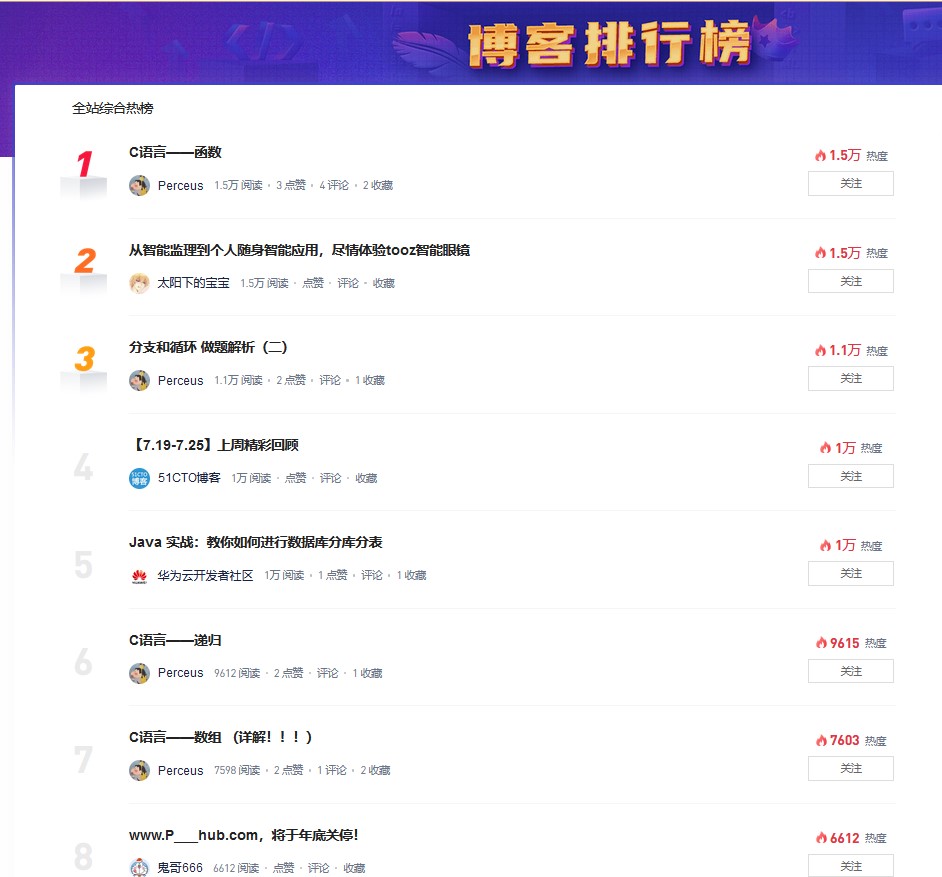 博客排行榜
全站综合热榜
1
C语言——函数
Perceus 1.5万 阅读 · 3 点赞 · 4 评论 · 2 收藏
1.5万 热度
关注
2
从智能监理到个人随身智能应用，尽情体验tooz智能眼镜
太阳下的宝宝 1.5万 阅读 · 点赞 · 评论 · 收藏
1.5万 热度
关注
3
分支和循环 做题解析（二）
Perceus 1.1万 阅读 · 2 点赞 · 评论 · 1 收藏
1.1万 热度
关注
4
【7.19-7.25】上周精彩回顾
51CTO博客 1万 阅读 · 点赞 · 评论 · 收藏
1万 热度
关注
5
Java 实战：教你如何进行数据库分库分表
华为云开发者社区 1万 阅读 · 1 点赞 · 评论 · 1 收藏
1万 热度
关注
6
C语言——递归
Perceus 9612 阅读 · 2 点赞 · 评论 · 1 收藏
9615 热度
关注
7
C语言——数组 （详解！！！）
Perceus 7598 阅读 · 2 点赞 · 1 评论 · 2 收藏
7603 热度
关注
8
www.P___hub.com，将于年底关停！
鬼哥666 6612 阅读 · 点赞 · 评论 · 收藏
6612 热度
关注